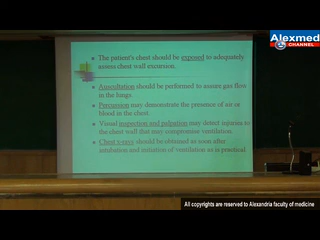 Alexmed
CHANNEL
The patient's chest should be exposed to adequately
assess chest wall excursion.
Auscultation should be performed to assure gas flow
in the lungs.
Percussion may demonstrate the presence of air or
blood in the chest.
Visual inspection and palpation may detect injuries to
the chest wall that may compromise ventilation.
Chest x-rays should be obtained as soon after
intubation and initiation of ventilation as is practical.
All copyrights are reserved to Alexandria faculty of medicine